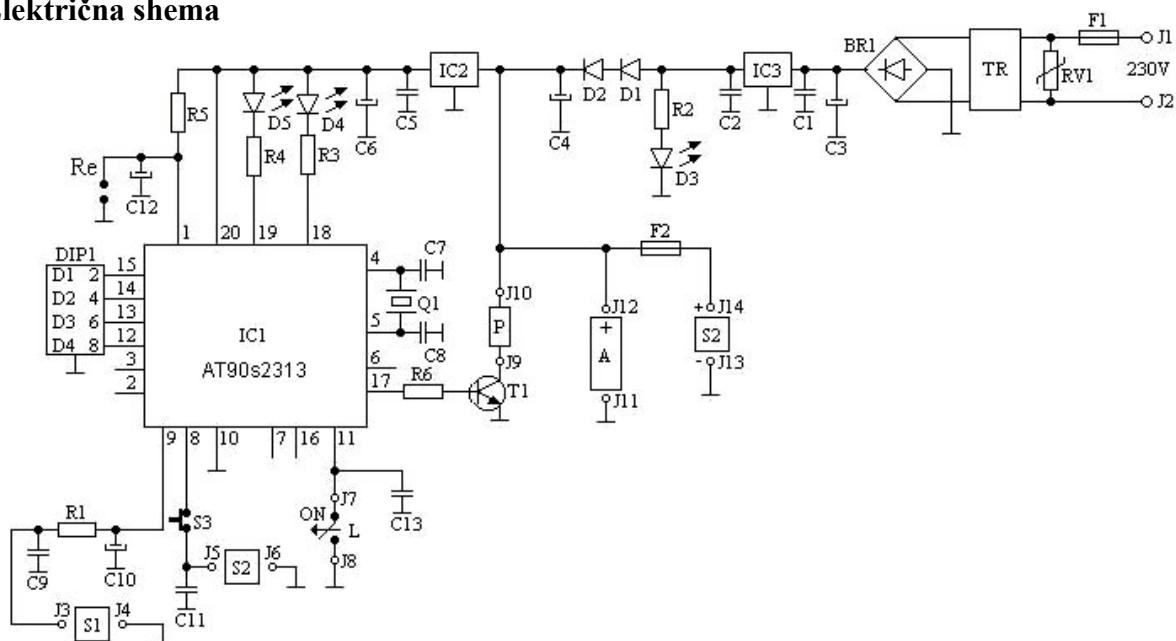 Električna shema
F1
J1
BR1
IC2
IC3
TR
RV1
230V
J2
D2
D1
R5
D5
D4
C5
C6
C4
R2
C2
C1
C3
R4
R3
D3
Re
C12
1
20
19
18
F2
DIP1
D1 2
D2 4
D3 6
D4 8
15
14
13
12
3
2
4
C7
Q1
5
C8
6
17
IC1
AT90s2313
R6
T1
J10
P
J9
J12
+
A
J11
+
J14
S2
-
J13
9
8
10
7
16
11
R1
S3
C9
C10
J5
S2
J6
C11
ON
J7
L
J8
C13
J3
S1
J4